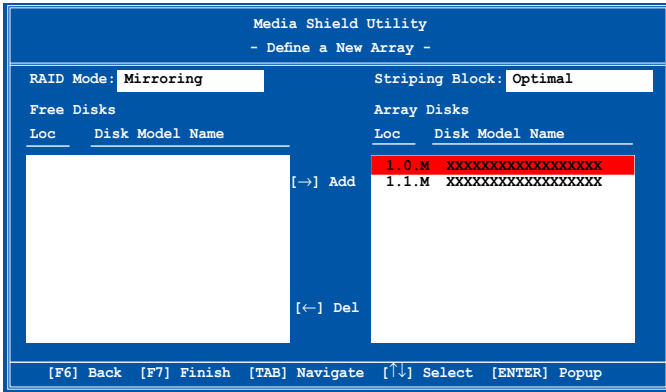 Media Shield Utility
- Define a New Array -
RAID Mode: Mirroring
Striping Block: Optimal
Free Disks
Array Disks
Loc Disk Model Name
Loc Disk Model Name
1.0.M XXXXXXXXXXXXXXXXXX
1.1.M XXXXXXXXXXXXXXXXXX
[→] Add
[←] Del
[F6] Back [F7] Finish [TAB] Navigate [↑↓] Select [ENTER] Popup